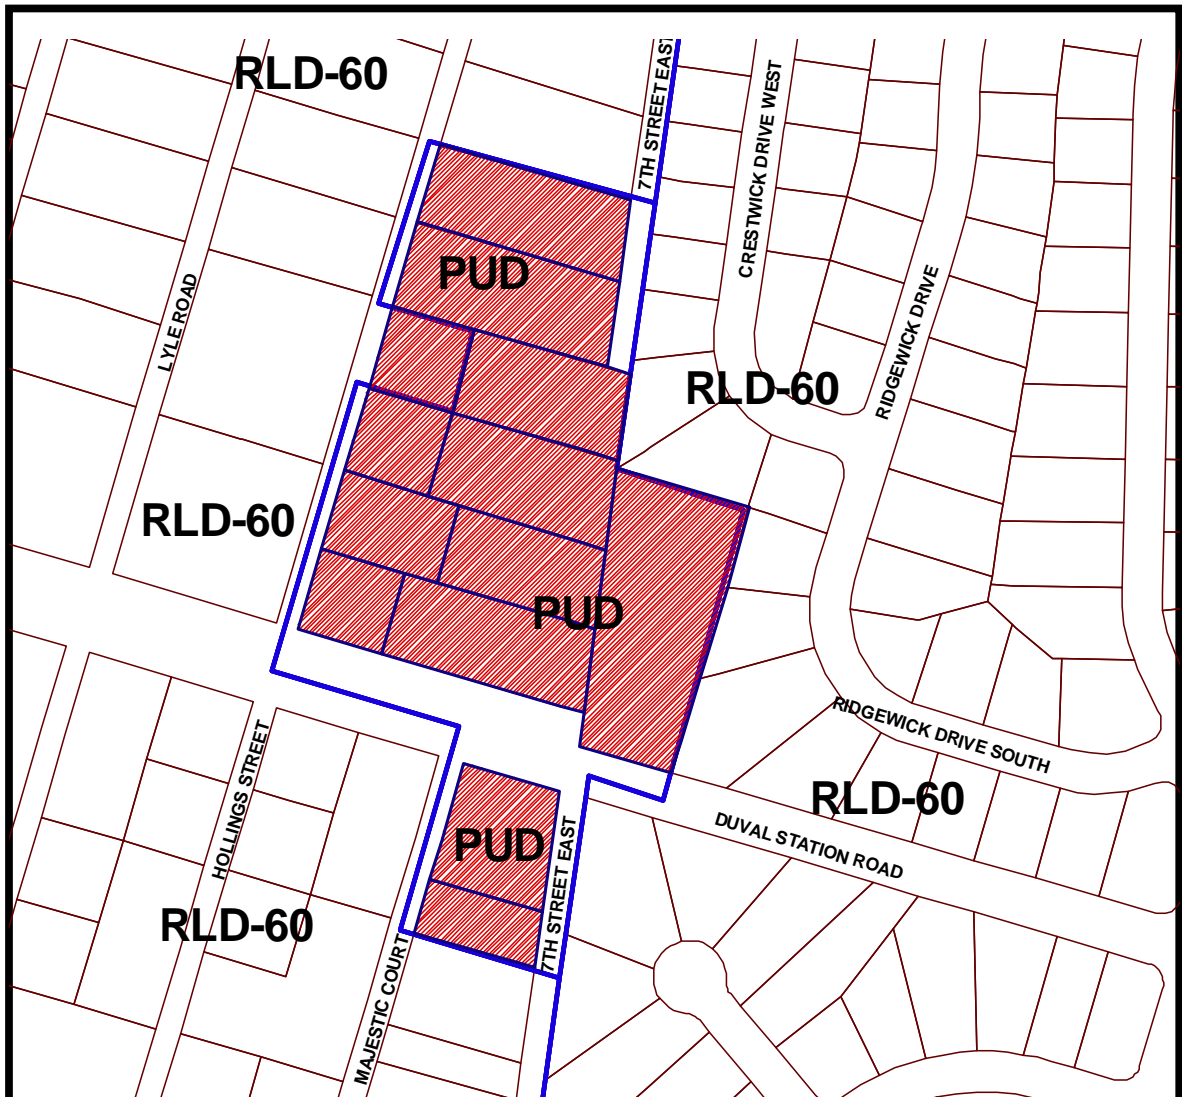 RLD-60
7TH STREET EAST
CRESTWICK DRIVE WEST
PUD
LYLE ROAD
RIDGEWICK DRIVE
RLD-60
RLD-60
PUD
RIDGEWICK DRIVE SOUTH
HOLLINGS STREET
RLD-60
PUD
DUVAL STATION ROAD
7TH STREET EAST
RLD-60
MAJESTIC COURT